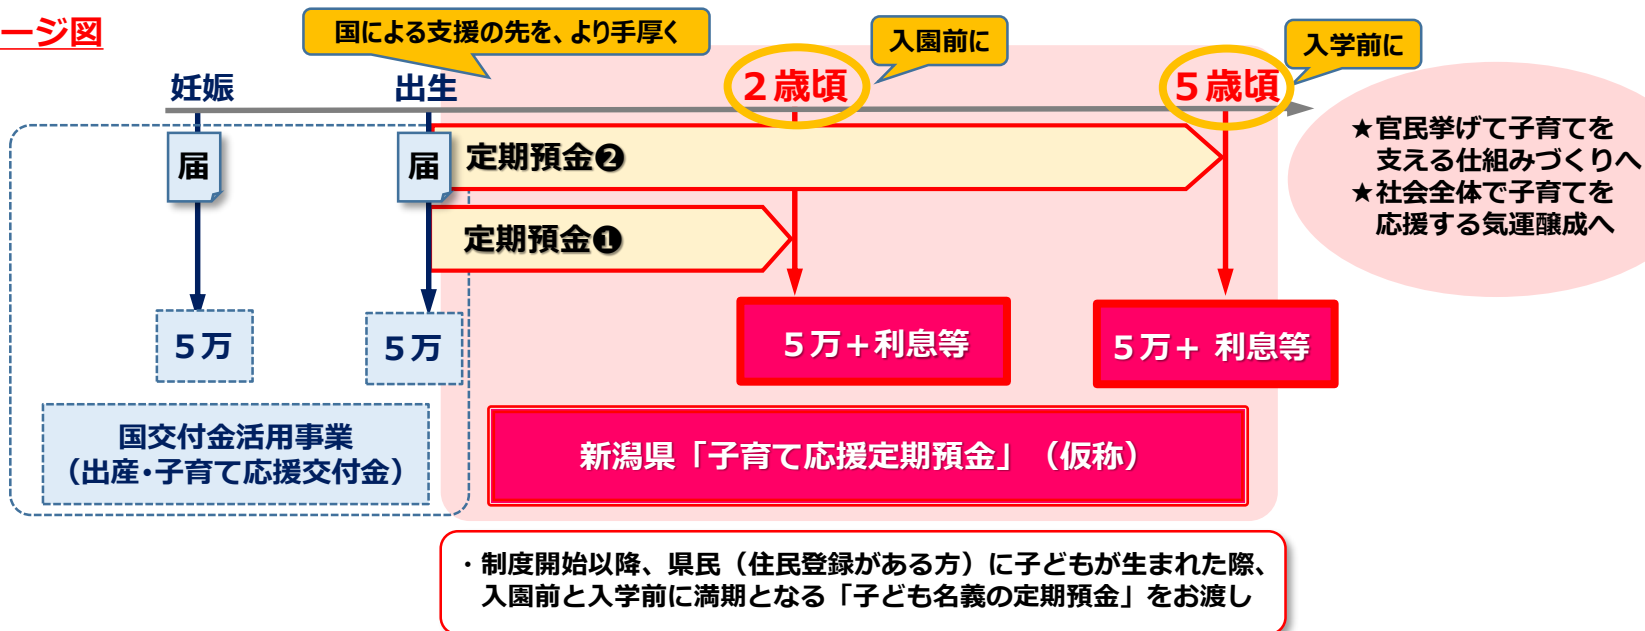 ージ図
国による支援の先を、より手厚く
入園前に
入学前に
妊娠
出生
２歳頃
５歳頃
届
届
定期預金❷
定期預金❶
★官民挙げて子育てを
支える仕組みづくりへ
★社会全体で子育てを
応援する気運醸成へ
５万
５万
５万＋利息等
５万＋ 利息等
国交付金活用事業
（出産・子育て応援交付金）
新潟県「子育て応援定期預金」（仮称）
・制度開始以降、県民（住民登録がある方）に子どもが生まれた際、
入園前と入学前に満期となる「子ども名義の定期預金」をお渡し